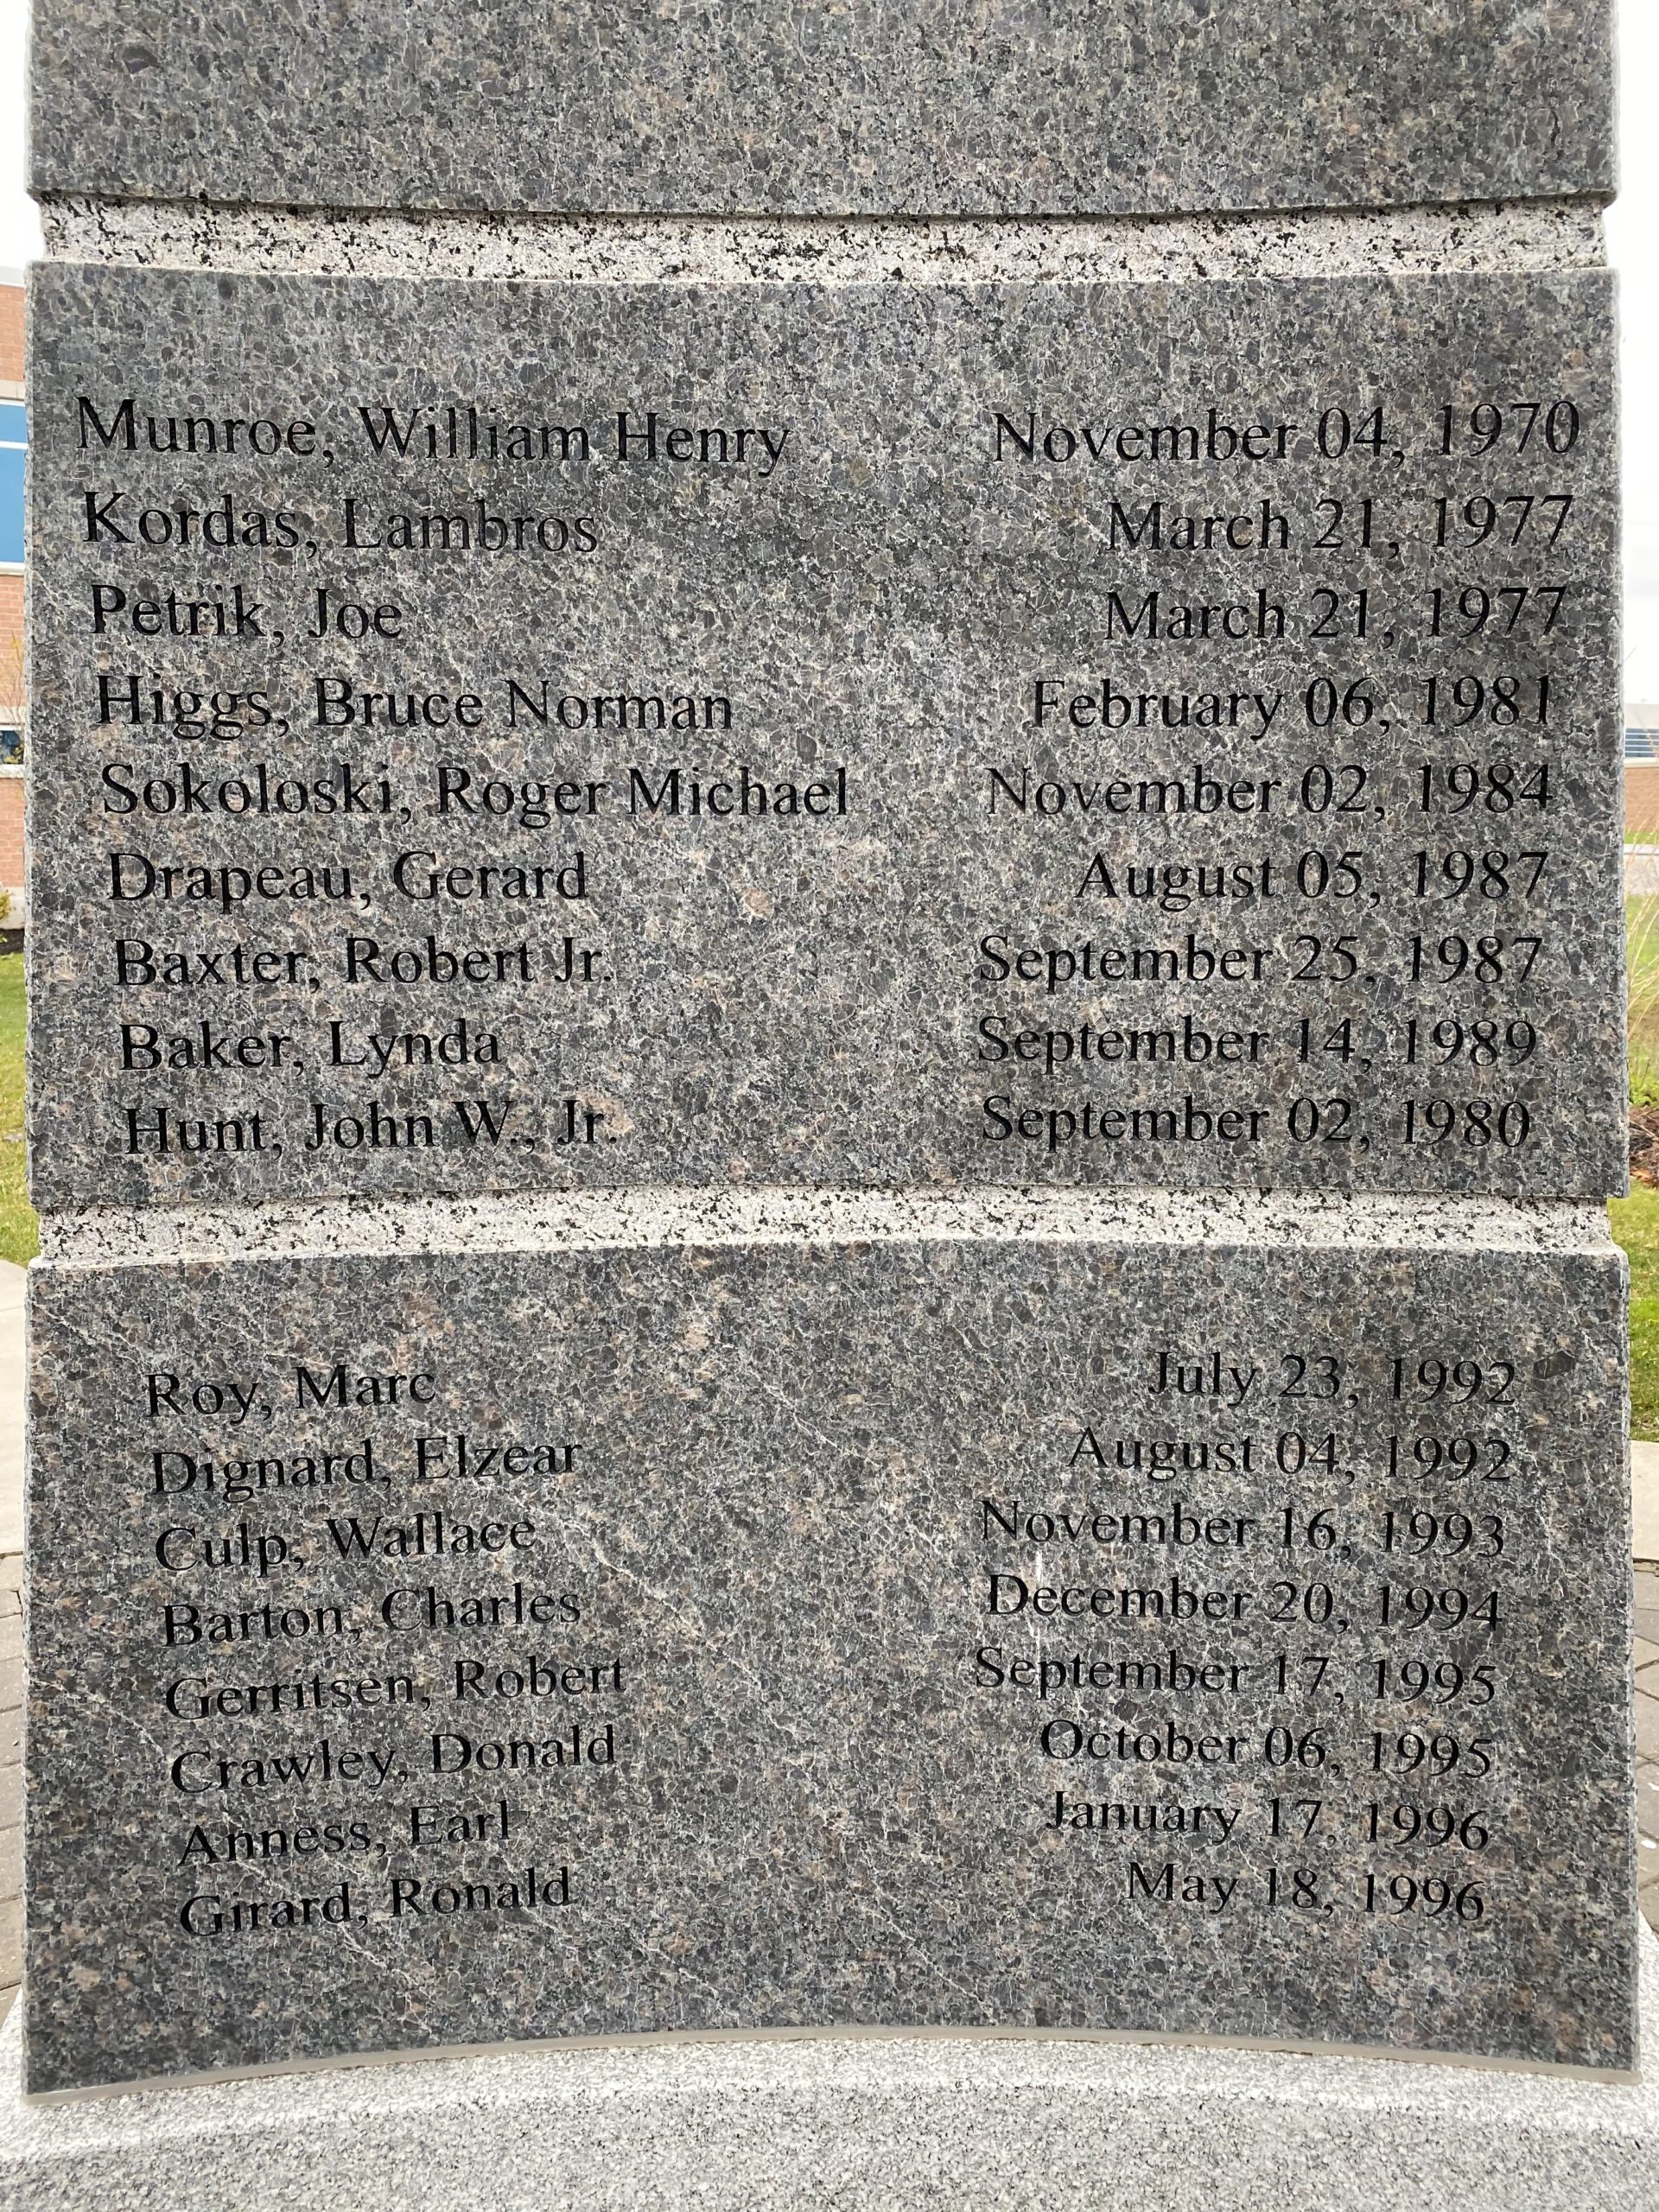 Munroe, William Henry November 04, 1970
Kordas, Lambros March 21, 1977
Petrik, Joe March 21, 1977
Higgs, Bruce Norman February 06, 1981
Sokoloski, Roger Michael November 02, 1984
Drapeau, Gerard August 05, 1987
Baxter, Robert Jr. September 25, 1987
Baker, Lynda September 14, 1989
Hunt, John W., Jr. September 02, 1980
Roy, Marc July 23, 1992
Dignard, Elzear August 04, 1992
Culp, Wallace November 16, 1993
Barton, Charles December 20, 1994
Gerritsen, Robert September 17, 1995
Crawley, Donald October 06, 1995
Anness, Earl January 17, 1996
Girard, Ronald May 18, 1996